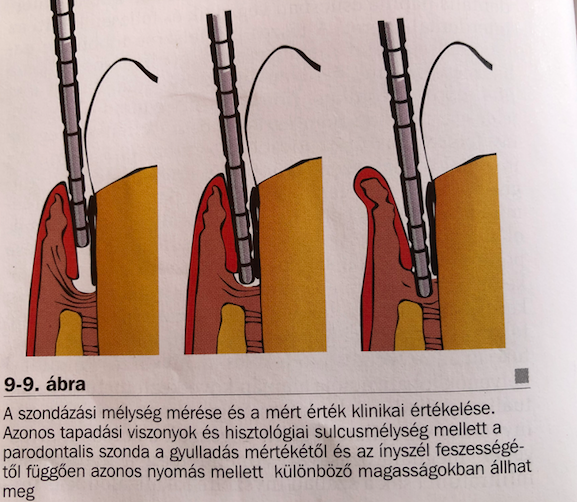 9-9. ábra
A szondázási mélység mérése és a mért érték klinikai értékelése.
Azonos tapadási viszonyok és hisztológiai sulcusmélység mellett a
parodontalis szonda a gyulladás mértékétől és az ínyszél feszességé-
től függően azonos nyomás mellett különböző magasságokban állhat
meg